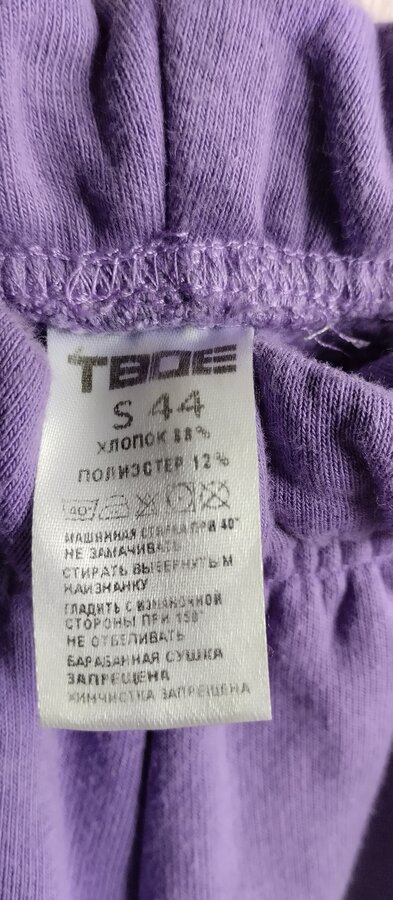 ТВОЕ
S 44
ХЛОПОК 88%
ПОЛИЭСТЕР 12%
40°
МАШИННАЯ СТИРКА ПРИ 40°
НЕ ЗАМАЧИВАТЬ
СТИРАТЬ ВЫВЕРНУТЫМ
НАИЗНАНКУ
ГЛАДИТЬ С ИЗНАНОЧНОЙ
СТОРОНЫ ПРИ 150°
НЕ ОТБЕЛИВАТЬ
БАРАБАННАЯ СУШКА
ЗАПРЕЩЕНА
ХИМЧИСТКА ЗАПРЕЩЕНА